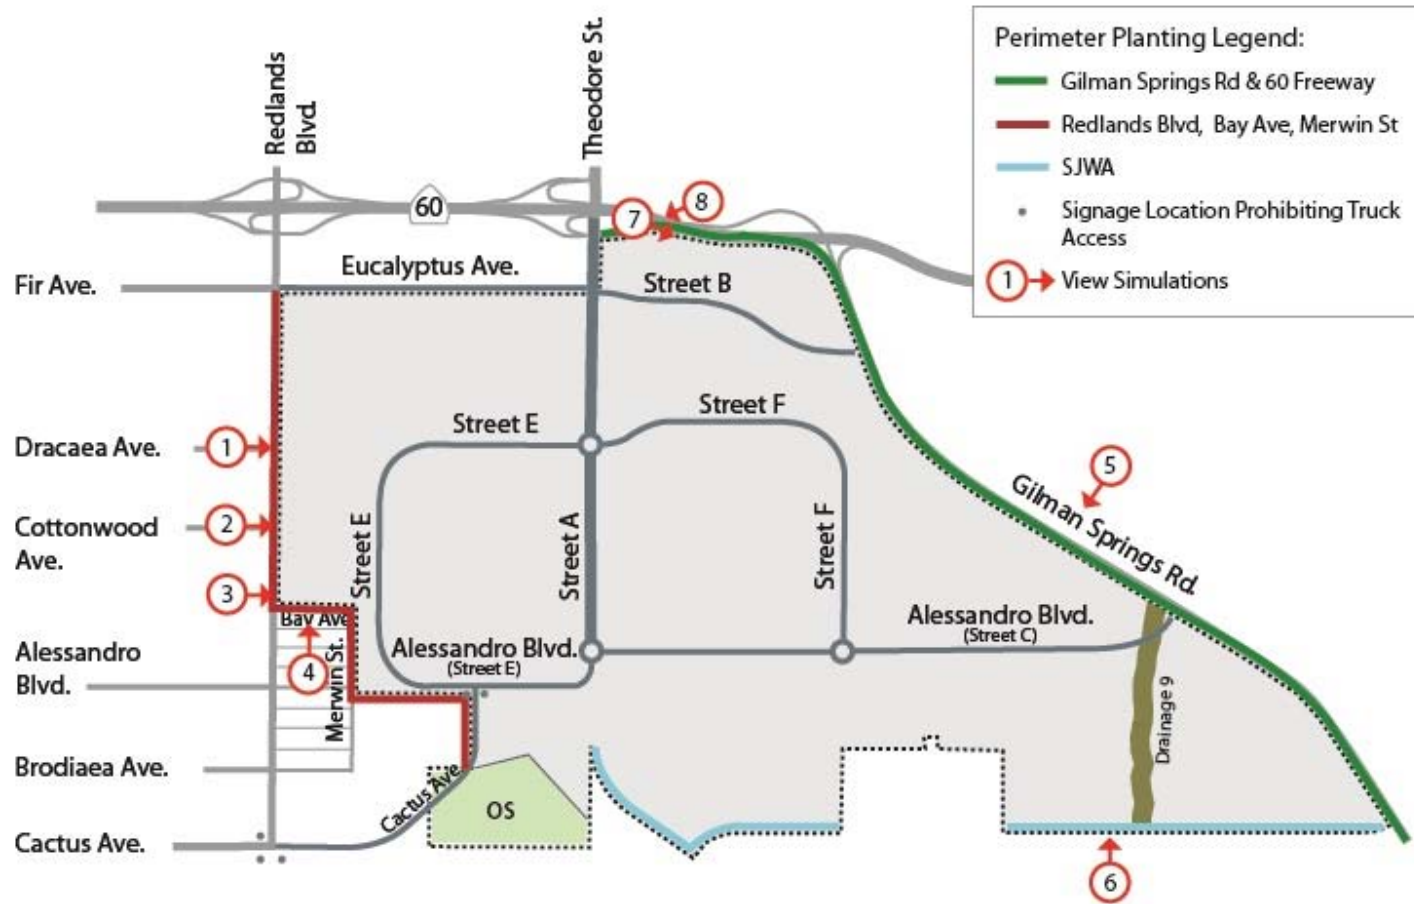 Perimeter Planting Legend:
Gilman Springs Rd & 60 Freeway
Redlands Blvd, Bay Ave, Merwin St
SJWA
Signage Location Prohibiting Truck
Access
1
View Simulations
Redlands
Blvd.
Theodore St.
60
7
8
Fir Ave.
Eucalyptus Ave.
Street B
Street F
Street E
Dracaea Ave.
1
5
Gilman Springs Rd.
Cottonwood
Ave.
2
Street E
Street A
Street F
3
Bay Ave
Alessandro Blvd.
(Street C)
Alessandro
Blvd.
4
Merwin St.
Alessandro Blvd.
(Street E)
Drainage 9
Brodiaea Ave.
Cactus Ave.
OS
Cactus Ave.
6